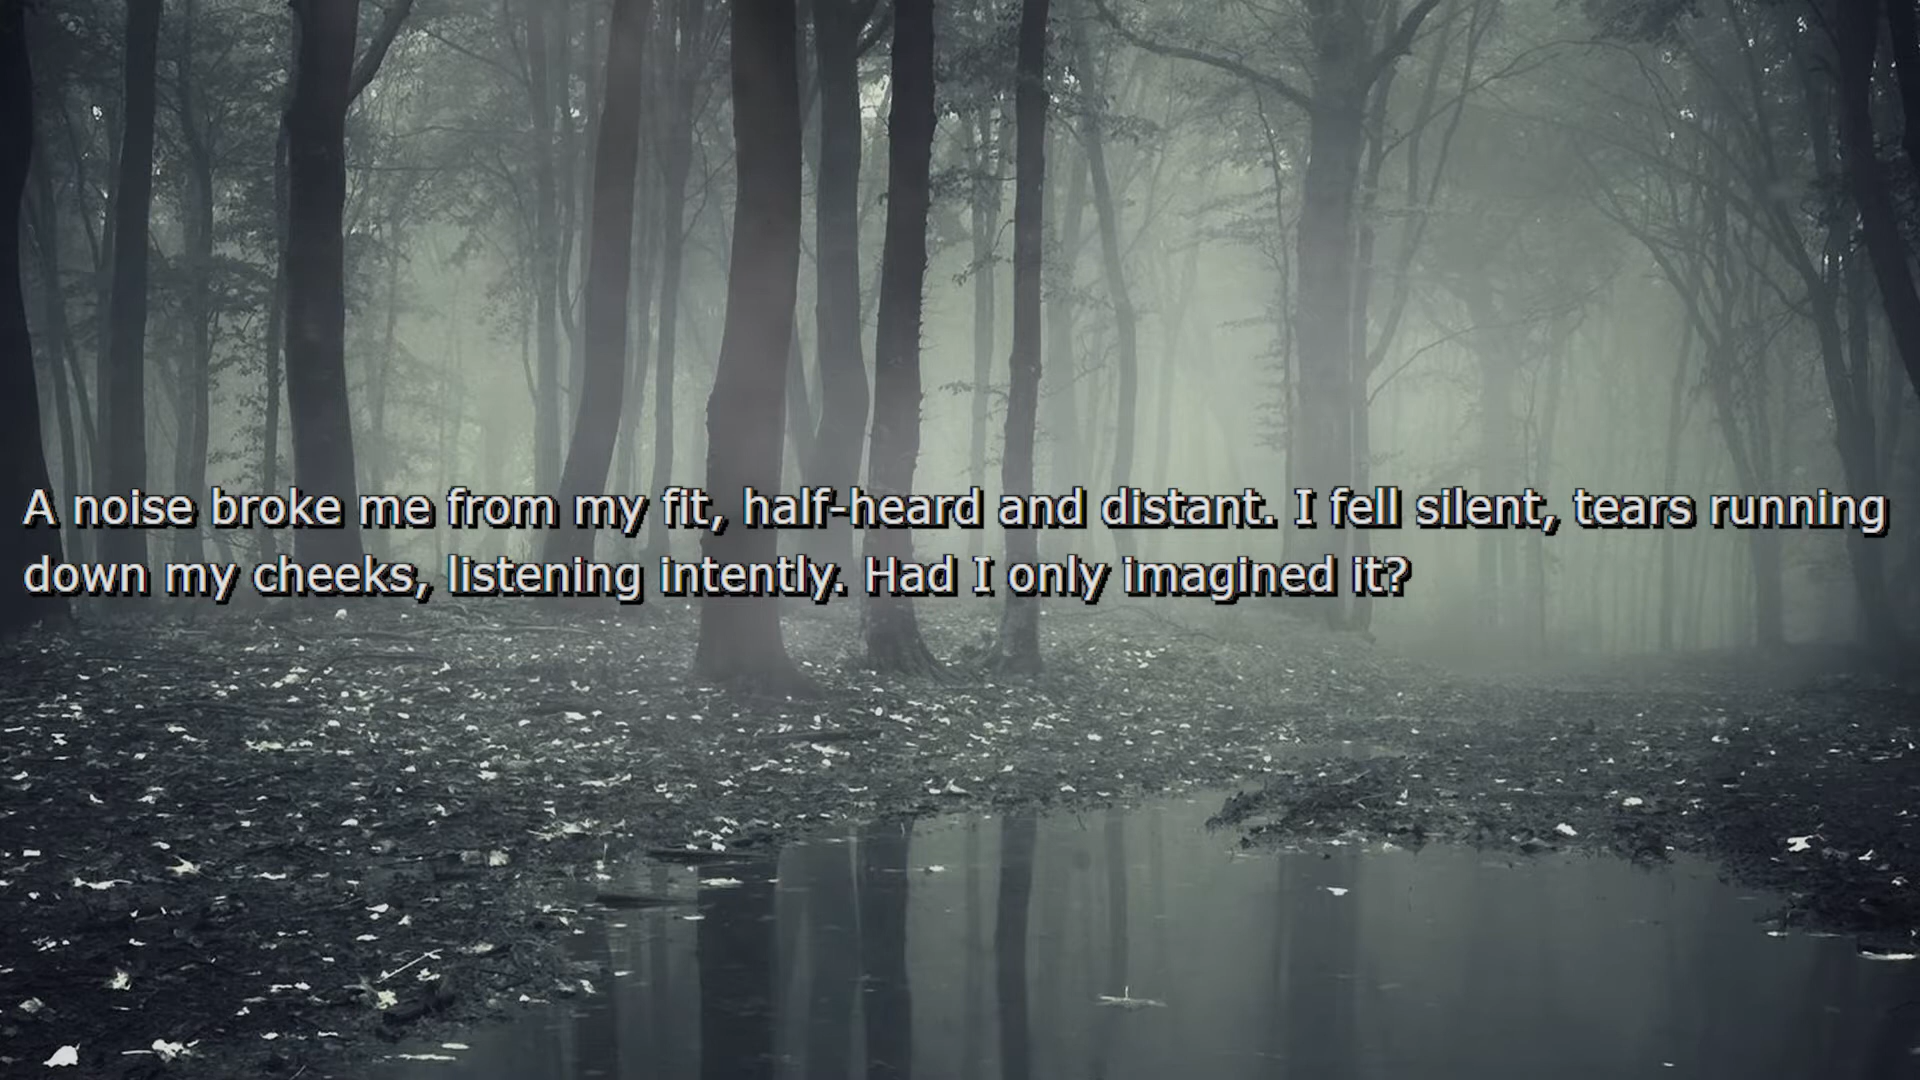 A noise broke me from my fit, half-heard and distant. I fell silent, tears running
down my cheeks, listening intently. Had I only imagined it?